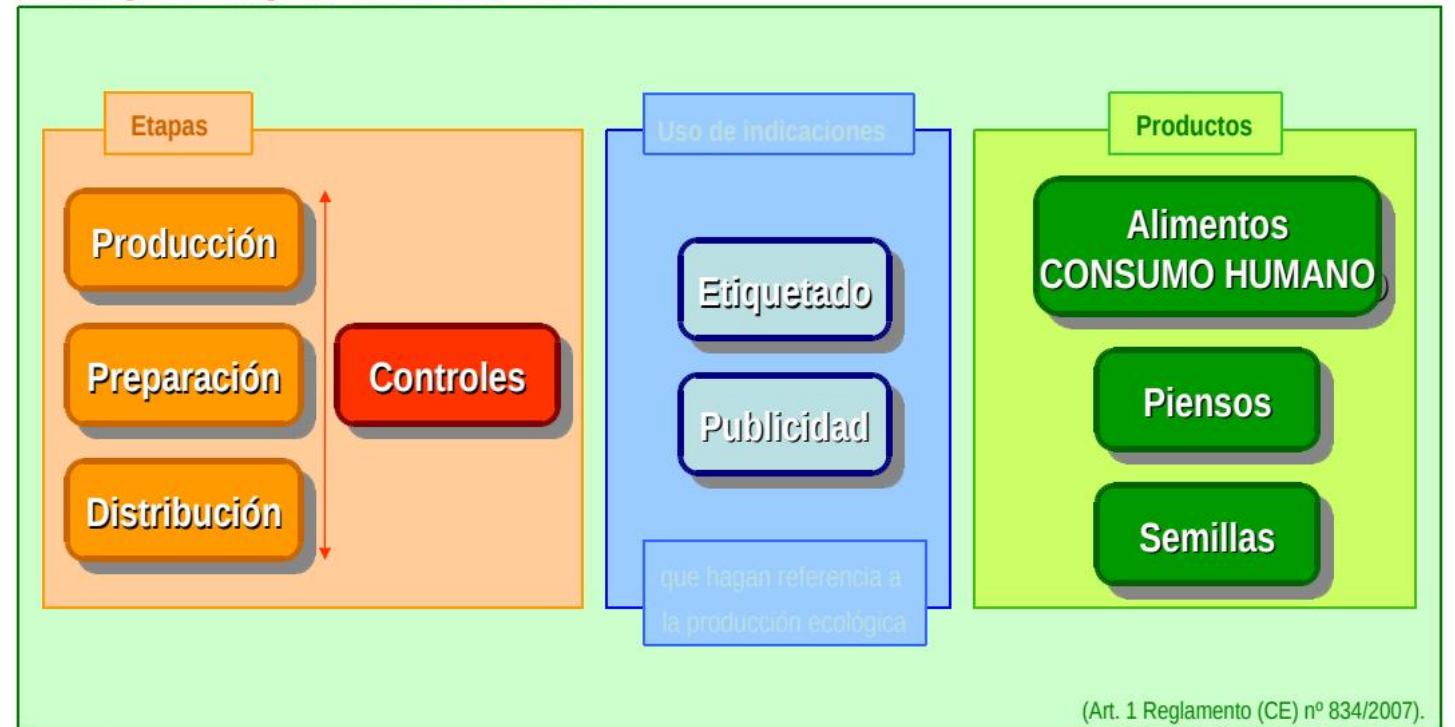 Etapas
Producción
Preparación
Distribución
Controles
Uso de indicaciones
Etiquetado
Publicidad
que hagan referencia a
la producción ecológica
Productos
Alimentos
CONSUMO HUMANO
)
Piensos
Semillas
(Art. 1 Reglamento (CE) nº 834/2007).